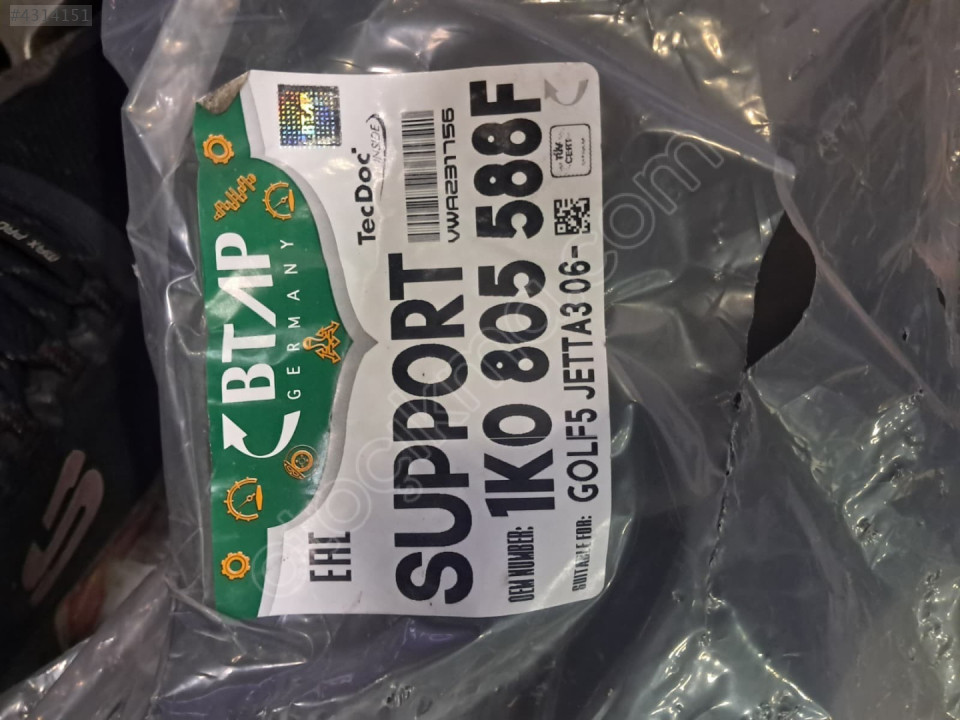 #4314151
BTAP
GERMANY
BTAP
TecDoc
INSIDE
VWA231756
EAC
SUPPORT
OEM NUMBER: 1K0 805 588F
TÜV
CERT
SUITABLE FOR: GOLF5 JETTA3 06-